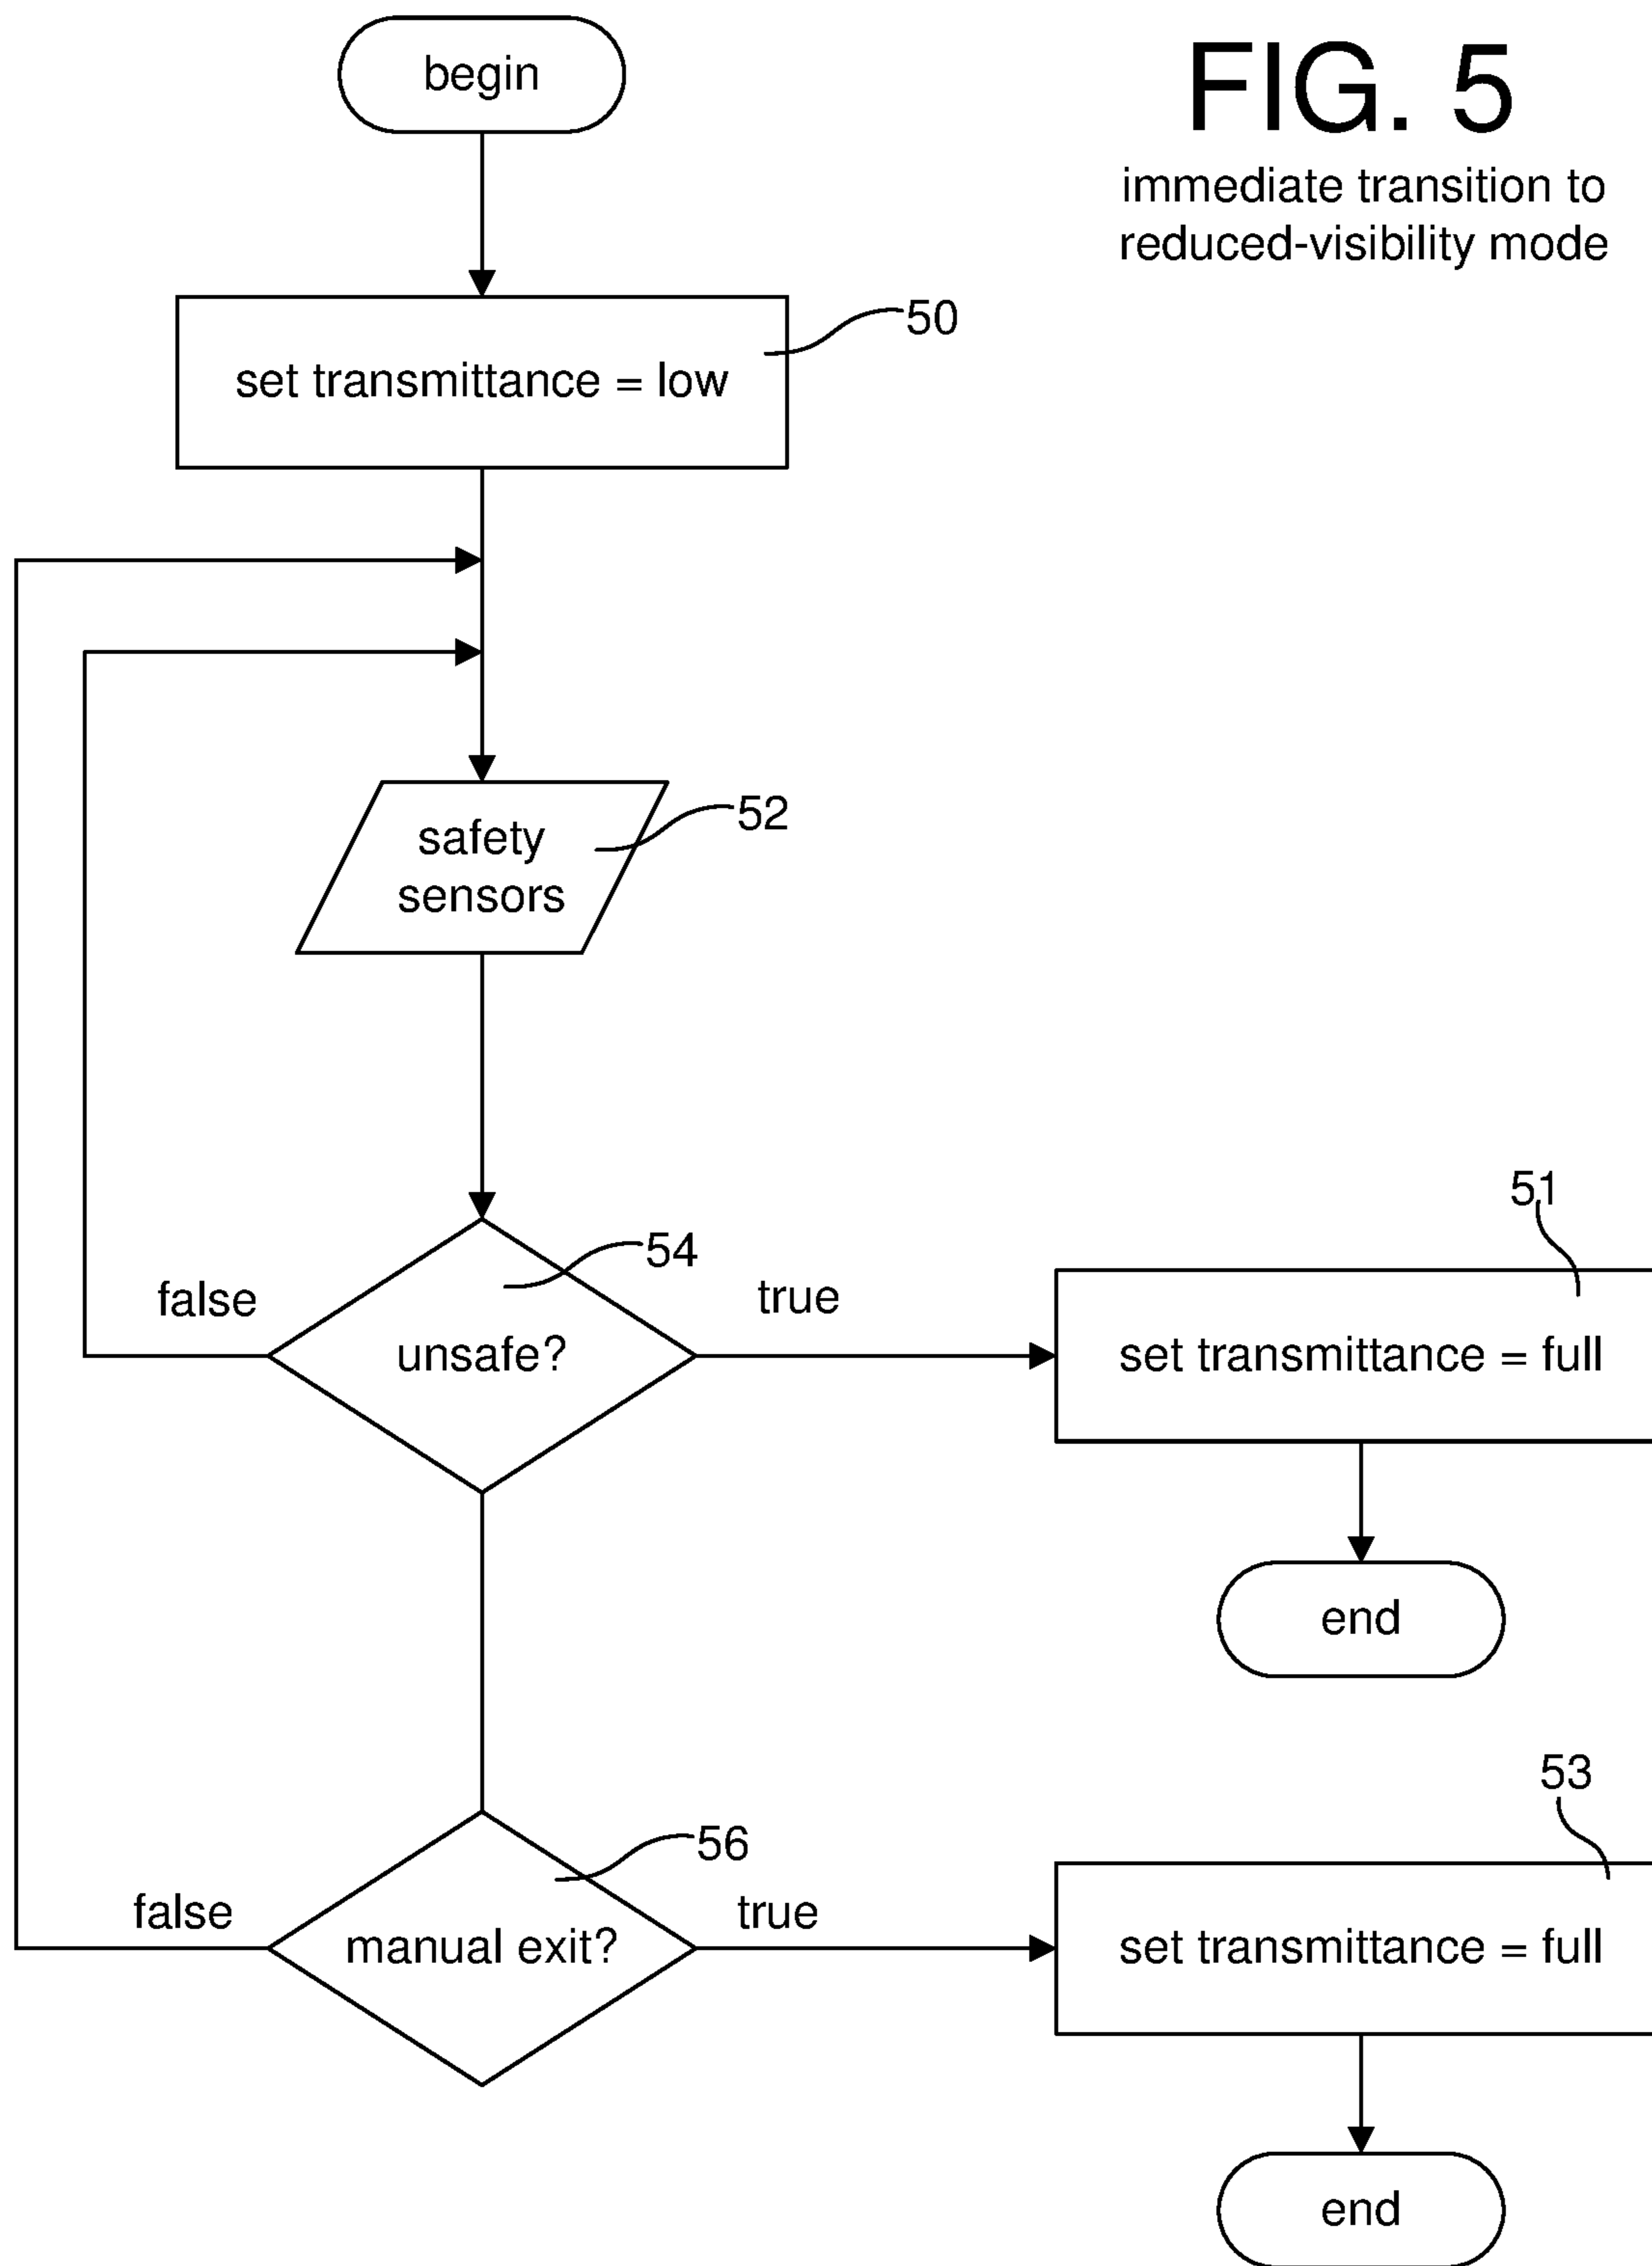 begin
FIG. 5
immediate transition to
reduced-visibility mode
50
set transmittance = low
52
safety
sensors
54
false
unsafe?
true
51
set transmittance = full
end
56
false
manual exit?
true
53
set transmittance = full
end